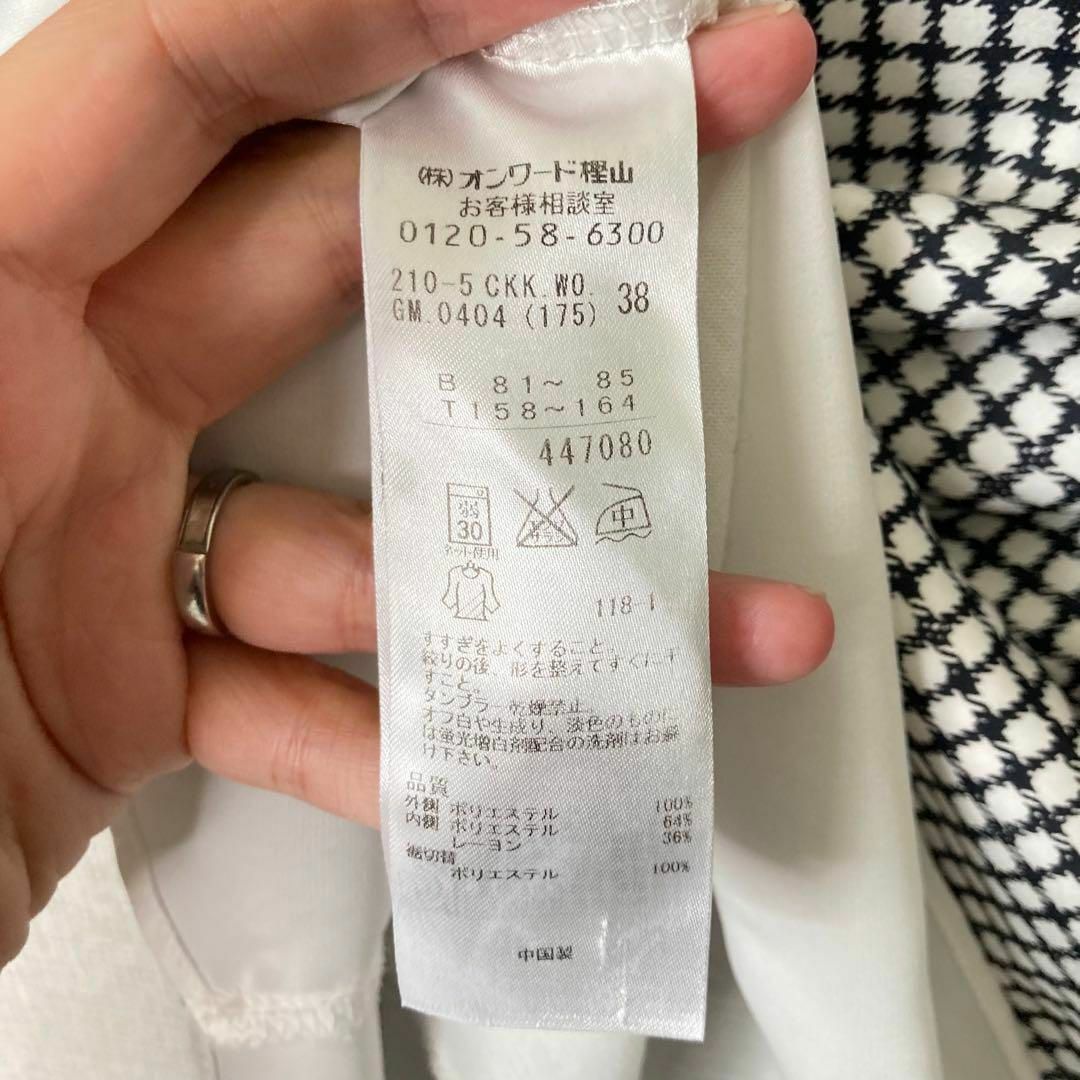 (株)オンワード樫山
お客様相談室
0120-58-6300
210-5 CKK.WO.
GM.0404 (175) 38
B 81～ 85
T158～164
447080
弱
30
中
ネット使用
118-1
すすぎをよくすること。
絞りの後、形を整えてすぐに干
すこと。
タンブラー乾燥禁止。
オフ白や生成り、淡色のものに
は蛍光増白剤配合の洗剤はお避
け下さい。
品質
外側 ポリエステル 100%
内側 ポリエステル 64%
レーヨン 36%
裾切替
ポリエステル 100%
中国製